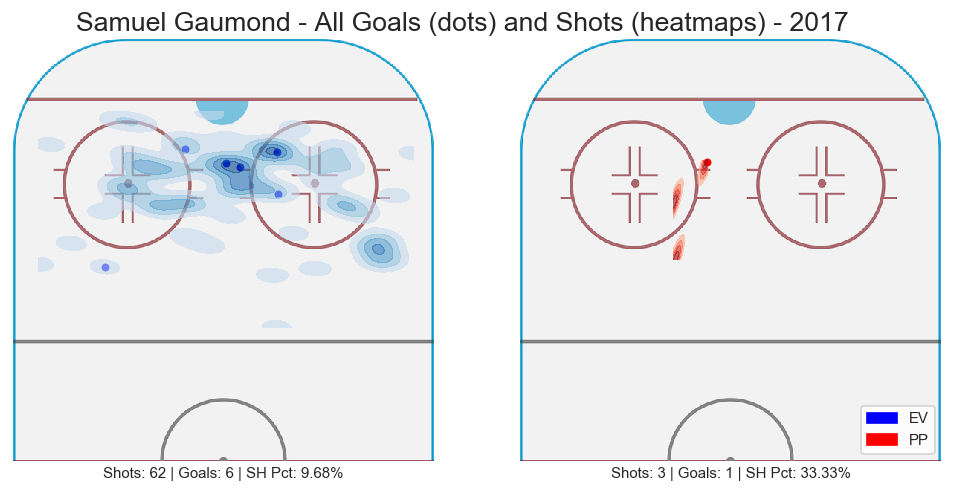 Samuel Gaumond - All Goals (dots) and Shots (heatmaps) - 2017
EV
PP
Shots: 62 | Goals: 6 | SH Pct: 9.68%
Shots: 3 | Goals: 1 | SH Pct: 33.33%